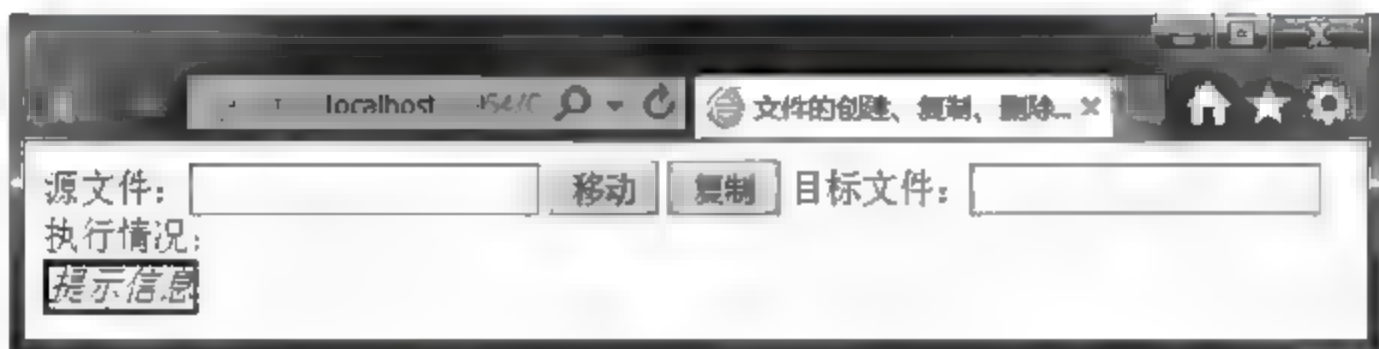 localhost
文件的创建、复制、删除... ×
源文件: 移动 复制 目标文件:
执行情况:
提示信息